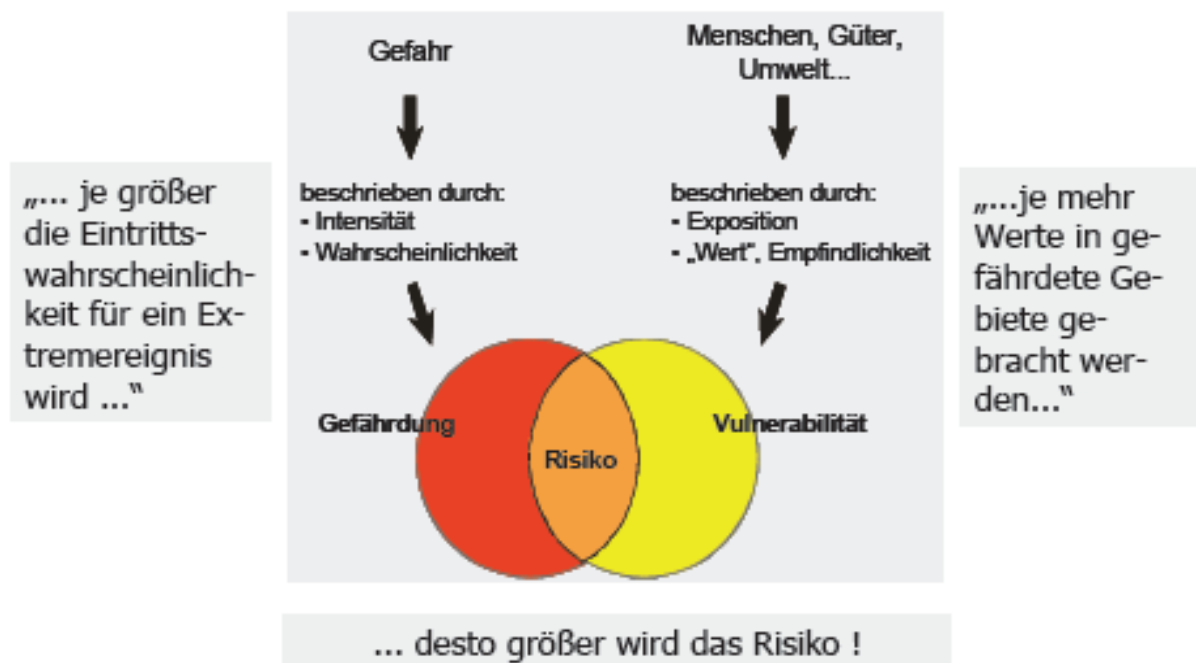 Gefahr
Menschen, Güter,
Umwelt...
beschrieben durch:
- Intensität
- Wahrscheinlichkeit
beschrieben durch:
- Exposition
- „Wert“, Empfindlichkeit
„... je größer
die Eintritts-
wahrscheinlich-
keit für ein Ex-
tremereignis
wird ...“
„...je mehr
Werte in ge-
fährdete Ge-
biete ge-
bracht wer-
den...“
Gefährdung
Risiko
Vulnerabilität
... desto größer wird das Risiko !